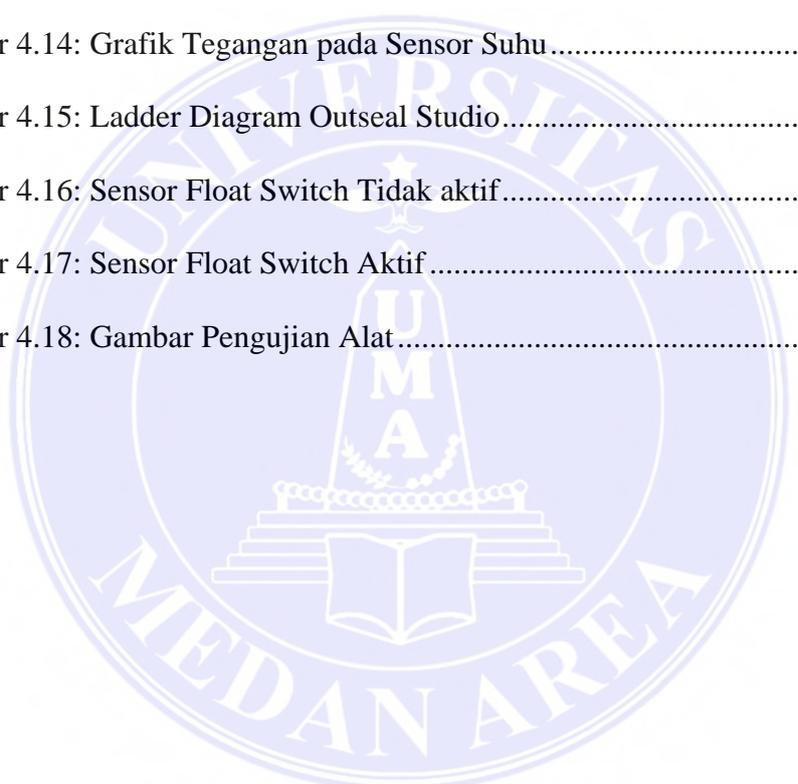 r 4.14: Grafik Tegangan pada Sensor Suhu...............................
r 4.15: Ladder Diagram Outseal Studio.....................................
r 4.16: Sensor Float Switch Tidak aktif.....................................
r 4.17: Sensor Float Switch Aktif..............................................
r 4.18: Gambar Pengujian Alat..................................................
UNIVERSITAS
U
M
A
MEDAN AREA